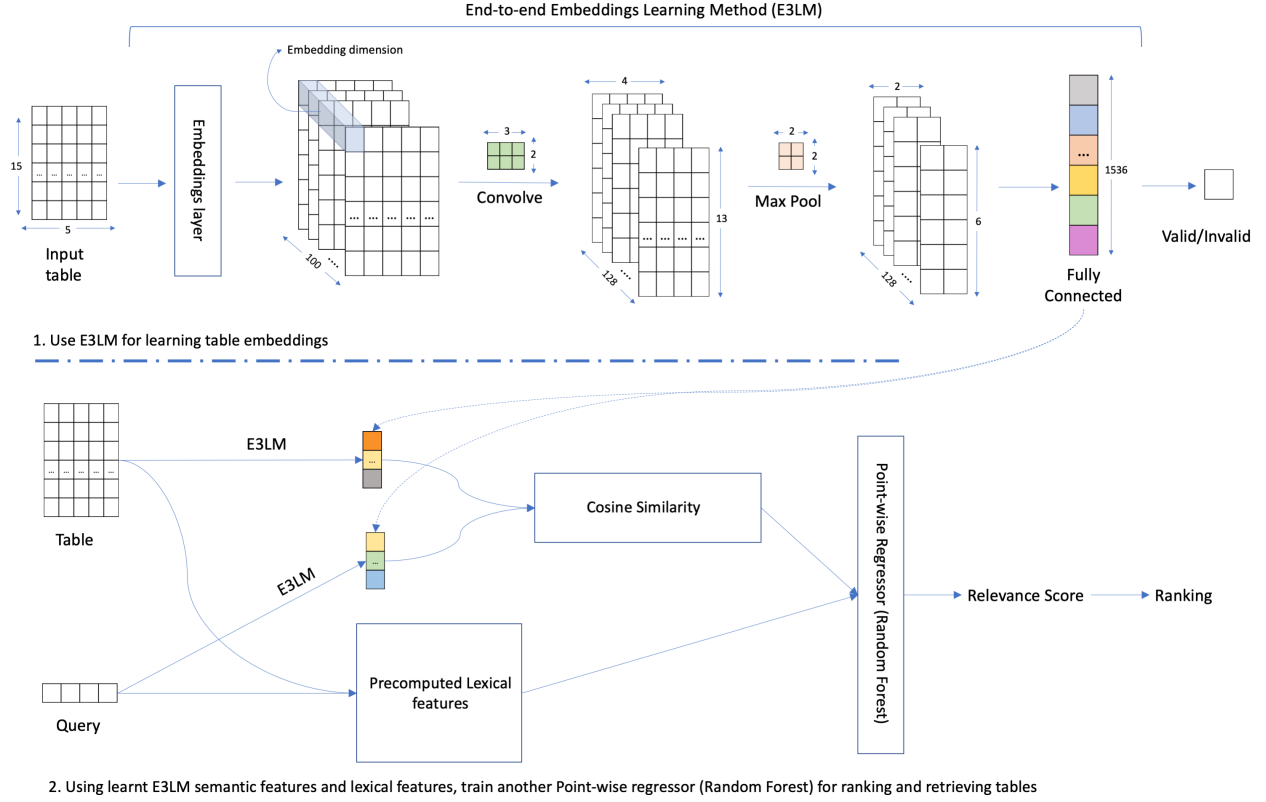 End-to-end Embeddings Learning Method (E3LM)
Embedding dimension
15
...
...
...
...
...
5
Input
table
Embeddings layer
...
...
...
...
...
100
....
3
2
Convolve
4
...
...
...
...
13
128
....
2
2
Max Pool
2
6
128
....
...
1536
Fully
Connected
Valid/Invalid
1. Use E3LM for learning table embeddings
...
...
...
...
...
Table
E3LM
...
E3LM
...
Cosine Similarity
Query
Precomputed Lexical
features
Point-wise Regressor (Random Forest)
Relevance Score
Ranking
2. Using learnt E3LM semantic features and lexical features, train another Point-wise regressor (Random Forest) for ranking and retrieving tables